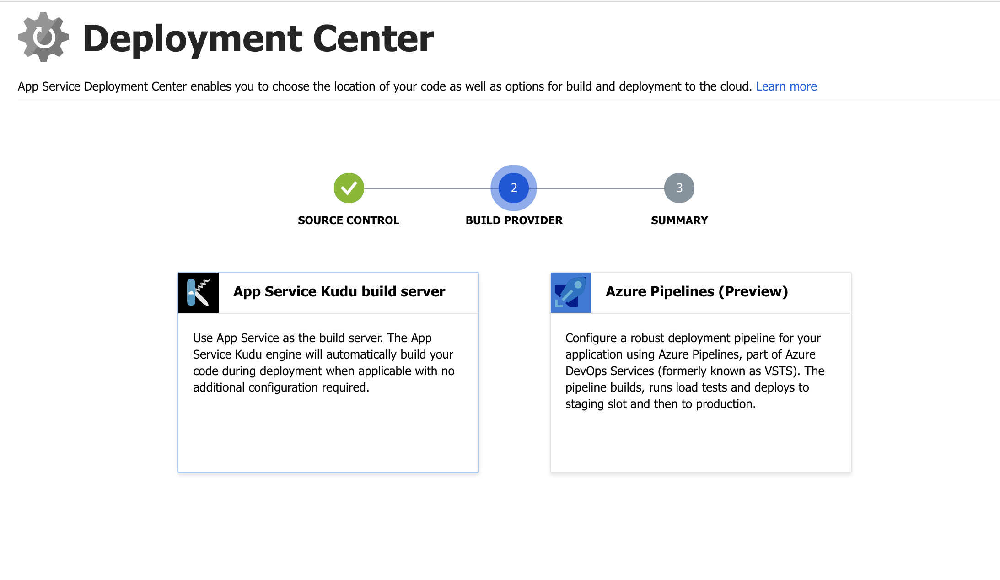 Deployment Center
App Service Deployment Center enables you to choose the location of your code as well as options for build and deployment to the cloud. Learn more
2
3
SOURCE CONTROL
BUILD PROVIDER
SUMMARY
App Service Kudu build server
Use App Service as the build server. The App
Service Kudu engine will automatically build your
code during deployment when applicable with no
additional configuration required.
Azure Pipelines (Preview)
Configure a robust deployment pipeline for your
application using Azure Pipelines, part of Azure
DevOps Services (formerly known as VSTS). The
pipeline builds, runs load tests and deploys to
staging slot and then to production.